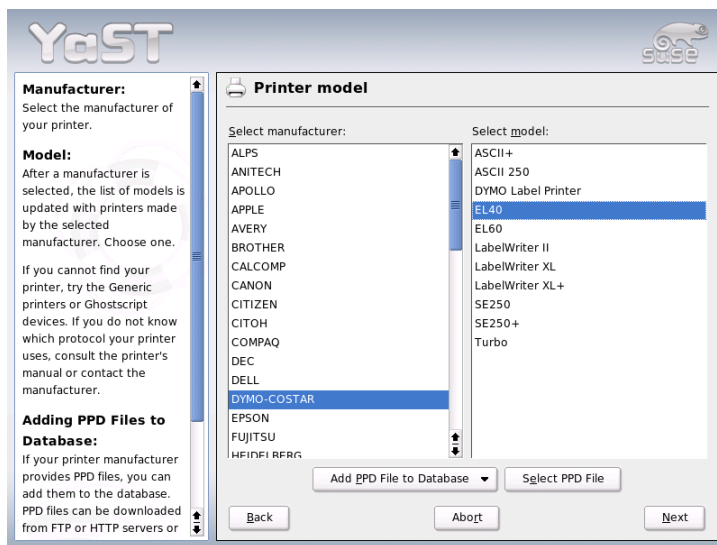 YaST
SUSE
Manufacturer:
Select the manufacturer of
your printer.
Model:
After a manufacturer is
selected, the list of models is
updated with printers made
by the selected
manufacturer. Choose one.
If you cannot find your
printer, try the Generic
printers or Ghostscript
devices. If you do not know
which protocol your printer
uses, consult the printer's
manual or contact the
manufacturer.
Adding PPD Files to
Database:
If your printer manufacturer
provides PPD files, you can
add them to the database.
PPD files can be downloaded
from FTP or HTTP servers or
Printer model
Select manufacturer:
ALPS
ANITECH
APOLLO
APPLE
AVERY
BROTHER
CALCOMP
CANON
CITIZEN
CITOH
COMPAQ
DEC
DELL
DYMO-COSTAR
EPSON
FUJITSU
HEIDELBERG
Select model:
ASCII+
ASCII 250
DYMO Label Printer
EL40
EL60
LabelWriter II
LabelWriter XL
LabelWriter XL+
SE250
SE250+
Turbo
Add PPD File to Database
Select PPD File
Back
Abort
Next